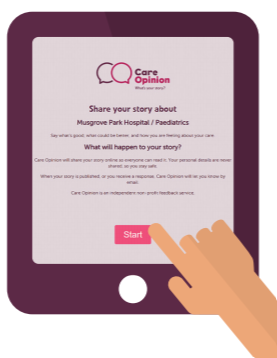 Care
Opinion
What's your story?
Share your story about
Musgrove Park Hospital / Paediatrics
Say what's good, what could be better, and how you are feeling about your care.
What will happen to your story?
Care Opinion will share your story online so everyone can read it. Your personal details are never
shared, so you stay safe.
When your story is published, or you receive a response, Care Opinion will let you know by
email.
Care Opinion is an independent non-profit feedback service.
Start